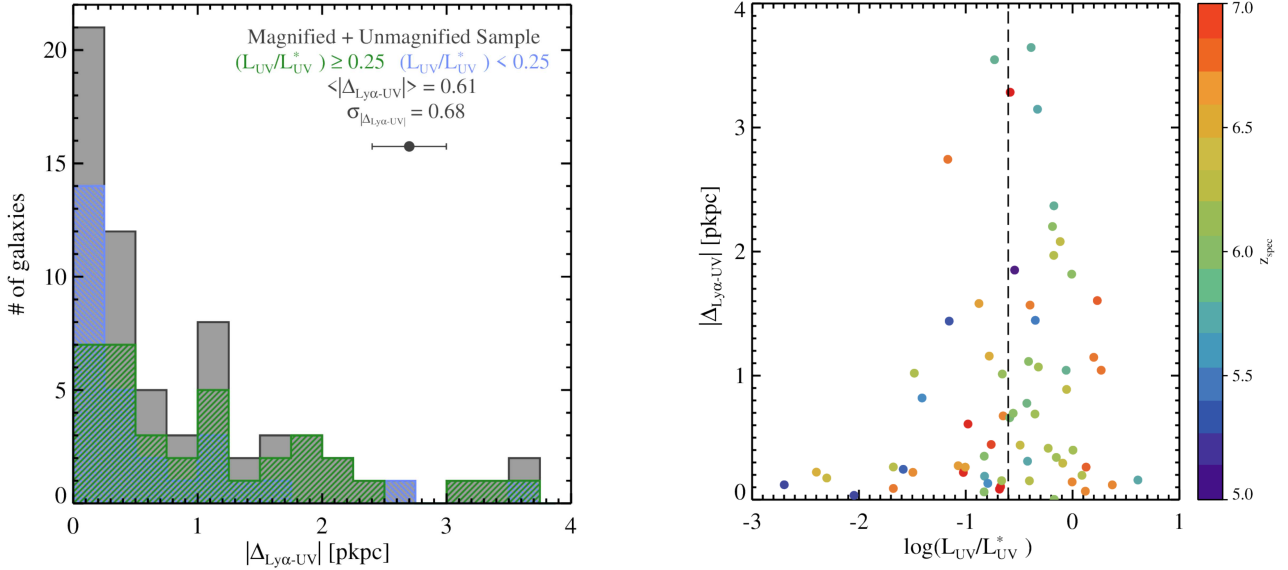 Magnified + Unmagnified Sample
(L_UV/L*_UV) ≥ 0.25 (L_UV/L*_UV) < 0.25
<|Δ_Lyα-UV|> = 0.61
σ_|Δ_Lyα-UV| = 0.68
# of galaxies
20
15
10
5
0
0 1 2 3 4
|Δ_Lyα-UV| [pkpc]
|Δ_Lyα-UV| [pkpc]
4
3
2
1
0
-3 -2 -1 0 1
log(L_UV/L*_UV)
7.0
6.5
6.0
5.5
5.0
z_spec